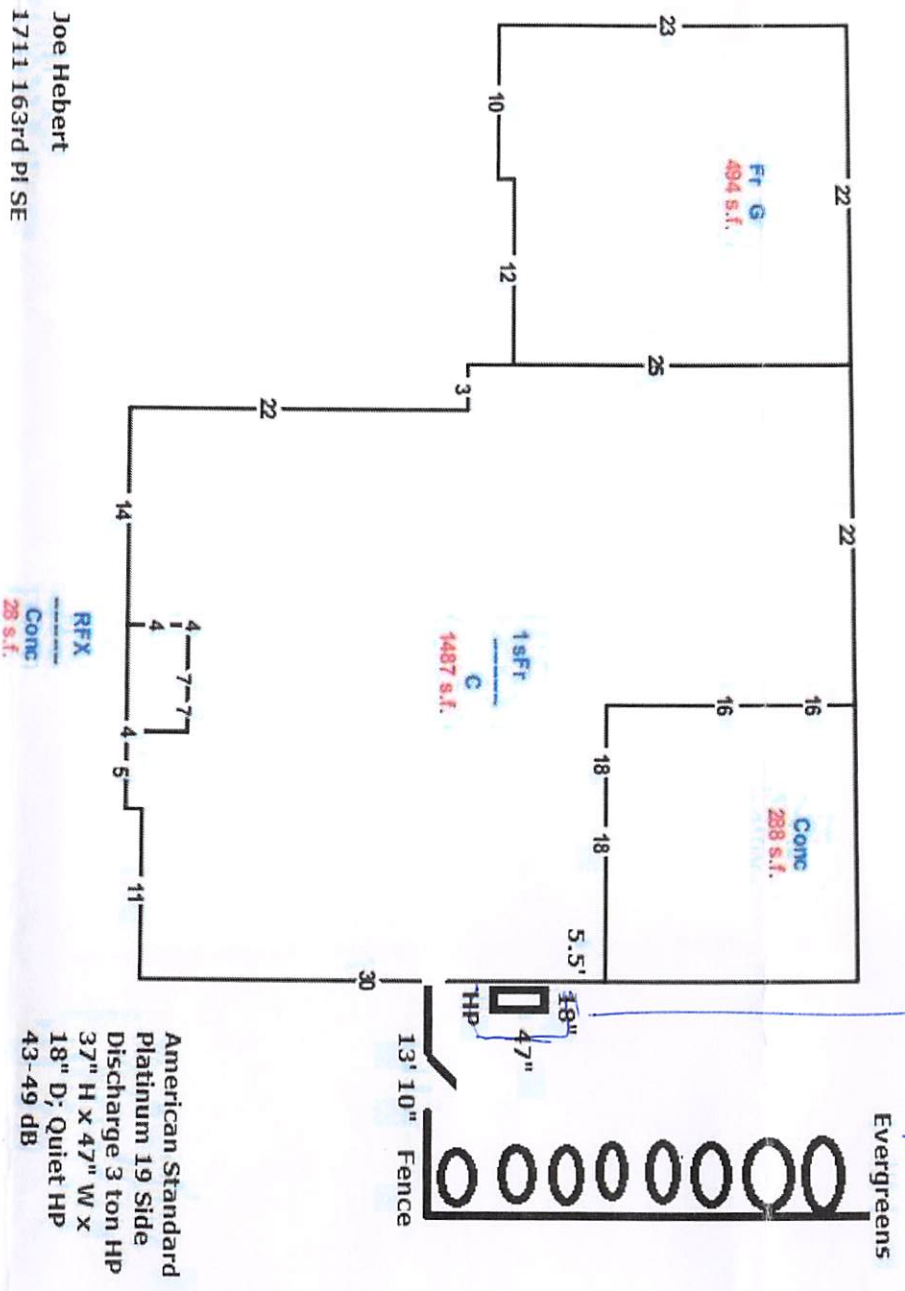 Joe Hebert
1711 163rd Pl SE
23
22
10
12
Fr G
494 s.f.
26
3
22
22
14
4
4
7
7
4
5
11
30
RFX
Conc
28 s.f.
1sFr
C
1487 s.f.
16
16
18
18
Conc
288 s.f.
5.5'
18"
HP
47"
13' 10"
Fence
Evergreens
American Standard
Platinum 19 Side
Discharge 3 ton HP
37" H x 47" W x
18" D; Quiet HP
43-49 dB